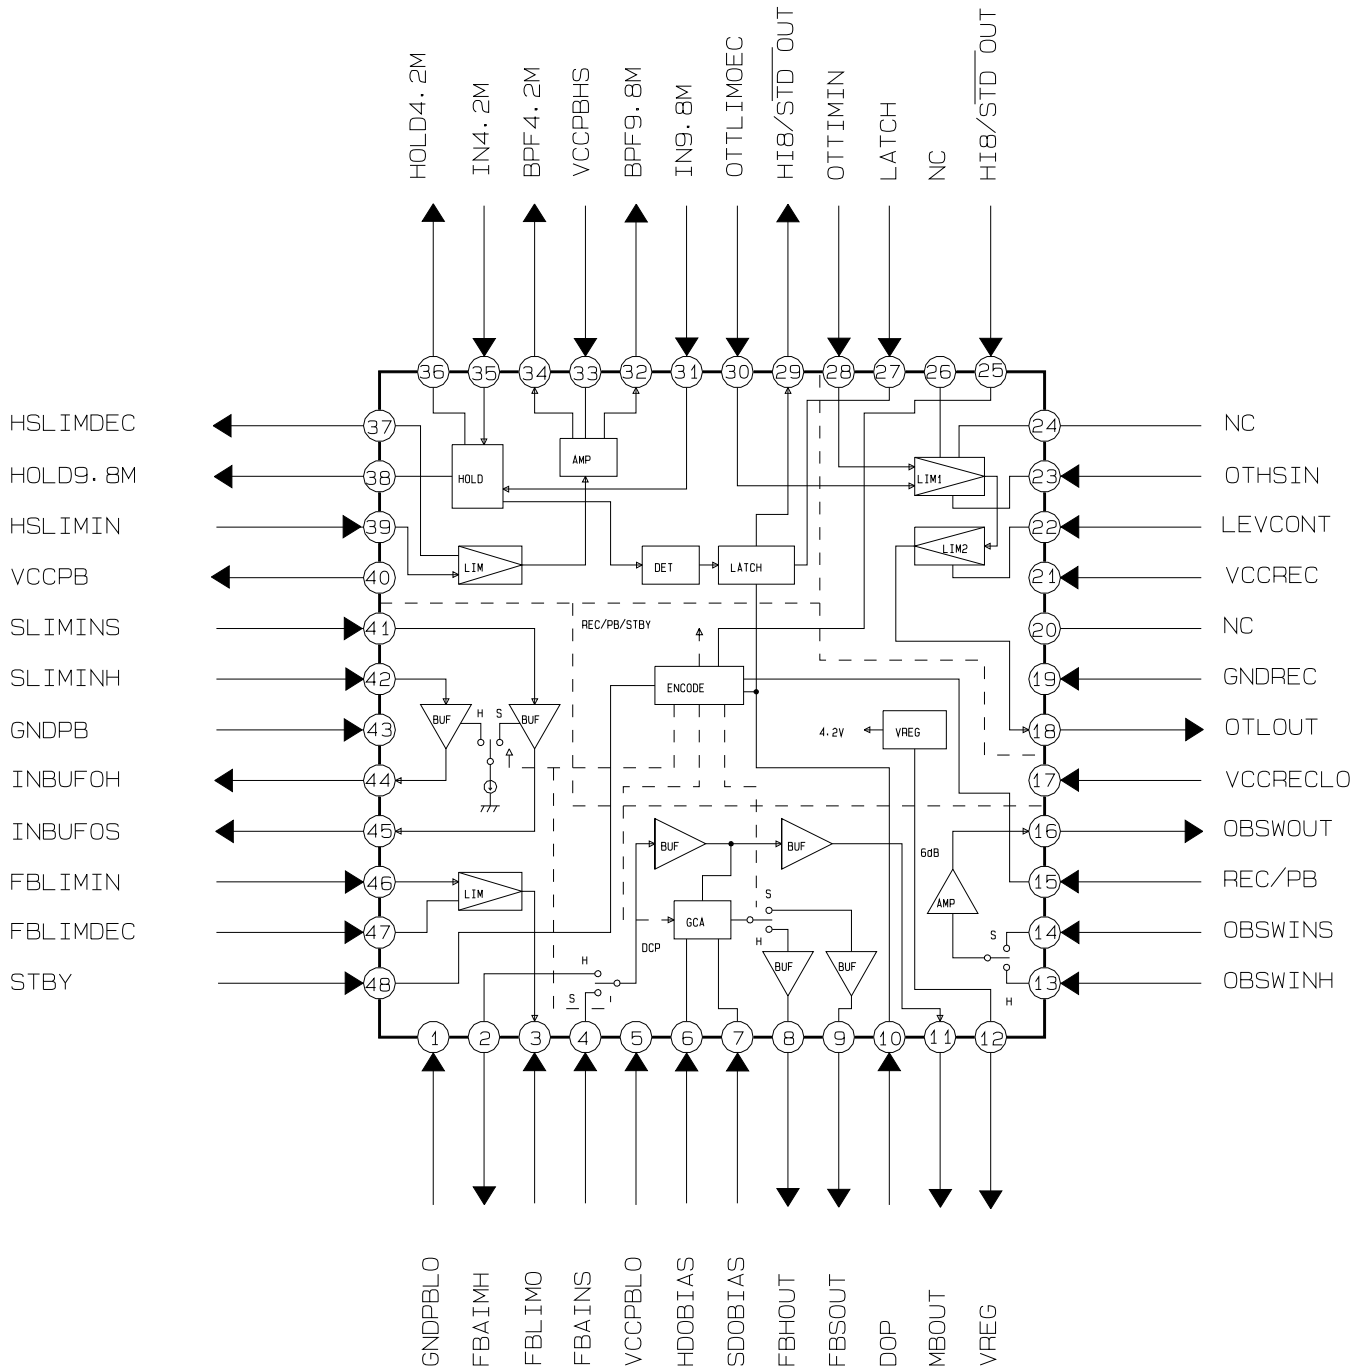 HOLD4.2M
IN4.2M
BPF4.2M
VCCPBHS
BPF9.8M
IN9.8M
OTTLIMOEC
HI8/STD OUT
OTTIMIN
LATCH
NC
HI8/STD OUT
36
35
34
33
32
31
30
29
28
27
26
25
HSLIMDEC
37
24
NC
HOLD9.8M
38
HOLD
AMP
LIM1
23
OTHSIN
HSLIMIN
39
22
LEVCONT
VCCPB
40
LIM
DET
LATCH
LIM2
21
VCCREC
SLIMINS
41
REC/PB/STBY
20
NC
SLIMINH
42
ENCODE
19
GNDREC
GNDPB
43
BUF
H
S
BUF
4.2V
VREG
18
OTLOUT
INBUFOH
44
17
VCCRECLO
INBUFOS
45
BUF
BUF
6dB
16
OBSWOUT
FBLIMIN
46
LIM
15
REC/PB
FBLIMDEC
47
DCP
GCA
S
H
AMP
S
14
OBSWINS
STBY
48
H
S
BUF
BUF
H
13
OBSWINH
1
2
3
4
5
6
7
8
9
10
11
12
GNDPBLO
FBAIMH
FBLIMO
FBAINS
VCCPBLO
HDOBIAS
SDOBIAS
FBHOUT
FBSOUT
DOP
MBOUT
VREG